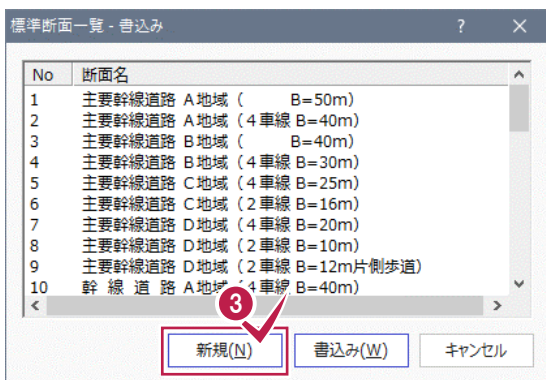 標準断面一覧 - 書込み ? ×
No 断面名
1 主要幹線道路 A地域（ B=50m）
2 主要幹線道路 A地域（4車線 B=40m）
3 主要幹線道路 B地域（ B=40m）
4 主要幹線道路 B地域（4車線 B=30m）
5 主要幹線道路 C地域（4車線 B=25m）
6 主要幹線道路 C地域（2車線 B=16m）
7 主要幹線道路 D地域（4車線 B=20m）
8 主要幹線道路 D地域（2車線 B=10m）
9 主要幹線道路 D地域（2車線 B=12m片側歩道）
10 幹 線 道 路 A地域（4車線 B=40m）
3
新規(N) 書込み(W) キャンセル